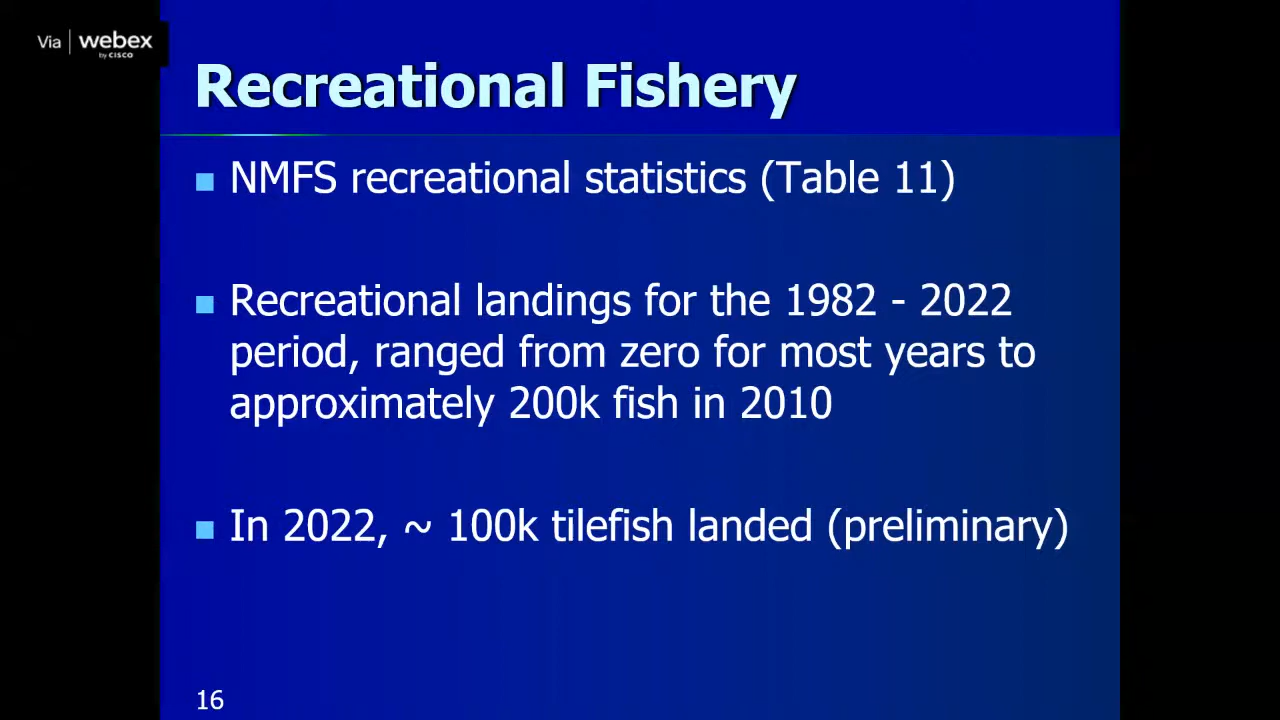 Via | webex
by CISCO
Recreational Fishery
■ NMFS recreational statistics (Table 11)
■ Recreational landings for the 1982 - 2022
period, ranged from zero for most years to
approximately 200k fish in 2010
■ In 2022, ~ 100k tilefish landed (preliminary)
16